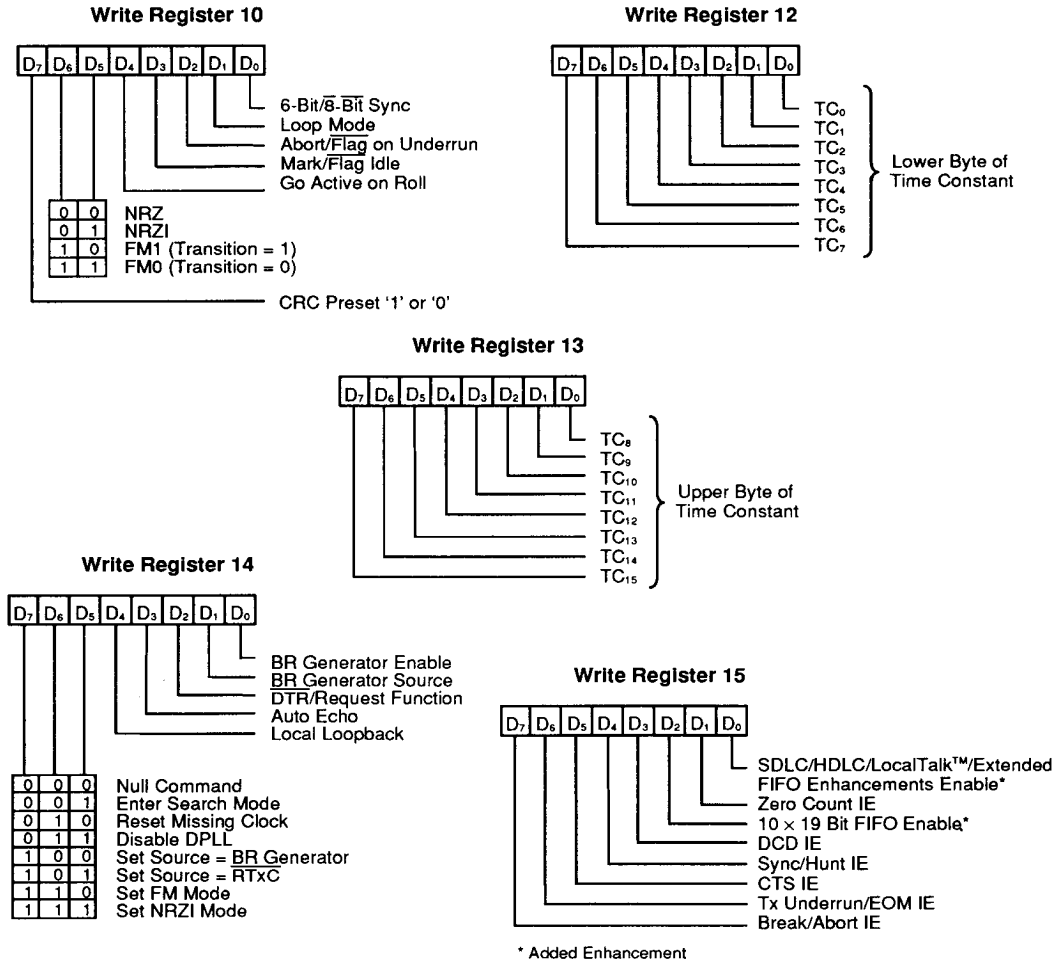 Write Register 10
D₇ D₆ D₅ D₄ D₃ D₂ D₁ D₀
6-Bit/8-Bit Sync
Loop Mode
Abort/Flag on Underrun
Mark/Flag Idle
Go Active on Roll
0 0 NRZ
0 1 NRZI
1 0 FM1 (Transition = 1)
1 1 FM0 (Transition = 0)
CRC Preset ‘1’ or ‘0’
Write Register 12
D₇ D₆ D₅ D₄ D₃ D₂ D₁ D₀
TC₀
TC₁
TC₂
TC₃
TC₄
TC₅
TC₆
TC₇
Lower Byte of
Time Constant
Write Register 13
D₇ D₆ D₅ D₄ D₃ D₂ D₁ D₀
TC₈
TC₉
TC₁₀
TC₁₁
TC₁₂
TC₁₃
TC₁₄
TC₁₅
Upper Byte of
Time Constant
Write Register 14
D₇ D₆ D₅ D₄ D₃ D₂ D₁ D₀
BR Generator Enable
BR Generator Source
DTR/Request Function
Auto Echo
Local Loopback
0 0 0 Null Command
0 0 1 Enter Search Mode
0 1 0 Reset Missing Clock
0 1 1 Disable DPLL
1 0 0 Set Source = BR Generator
1 0 1 Set Source = RTxC
1 1 0 Set FM Mode
1 1 1 Set NRZI Mode
Write Register 15
D₇ D₆ D₅ D₄ D₃ D₂ D₁ D₀
SDLC/HDLC/LocalTalk™/Extended
FIFO Enhancements Enable*
Zero Count IE
10 × 19 Bit FIFO Enable*
DCD IE
Sync/Hunt IE
CTS IE
Tx Underrun/EOM IE
Break/Abort IE
* Added Enhancement